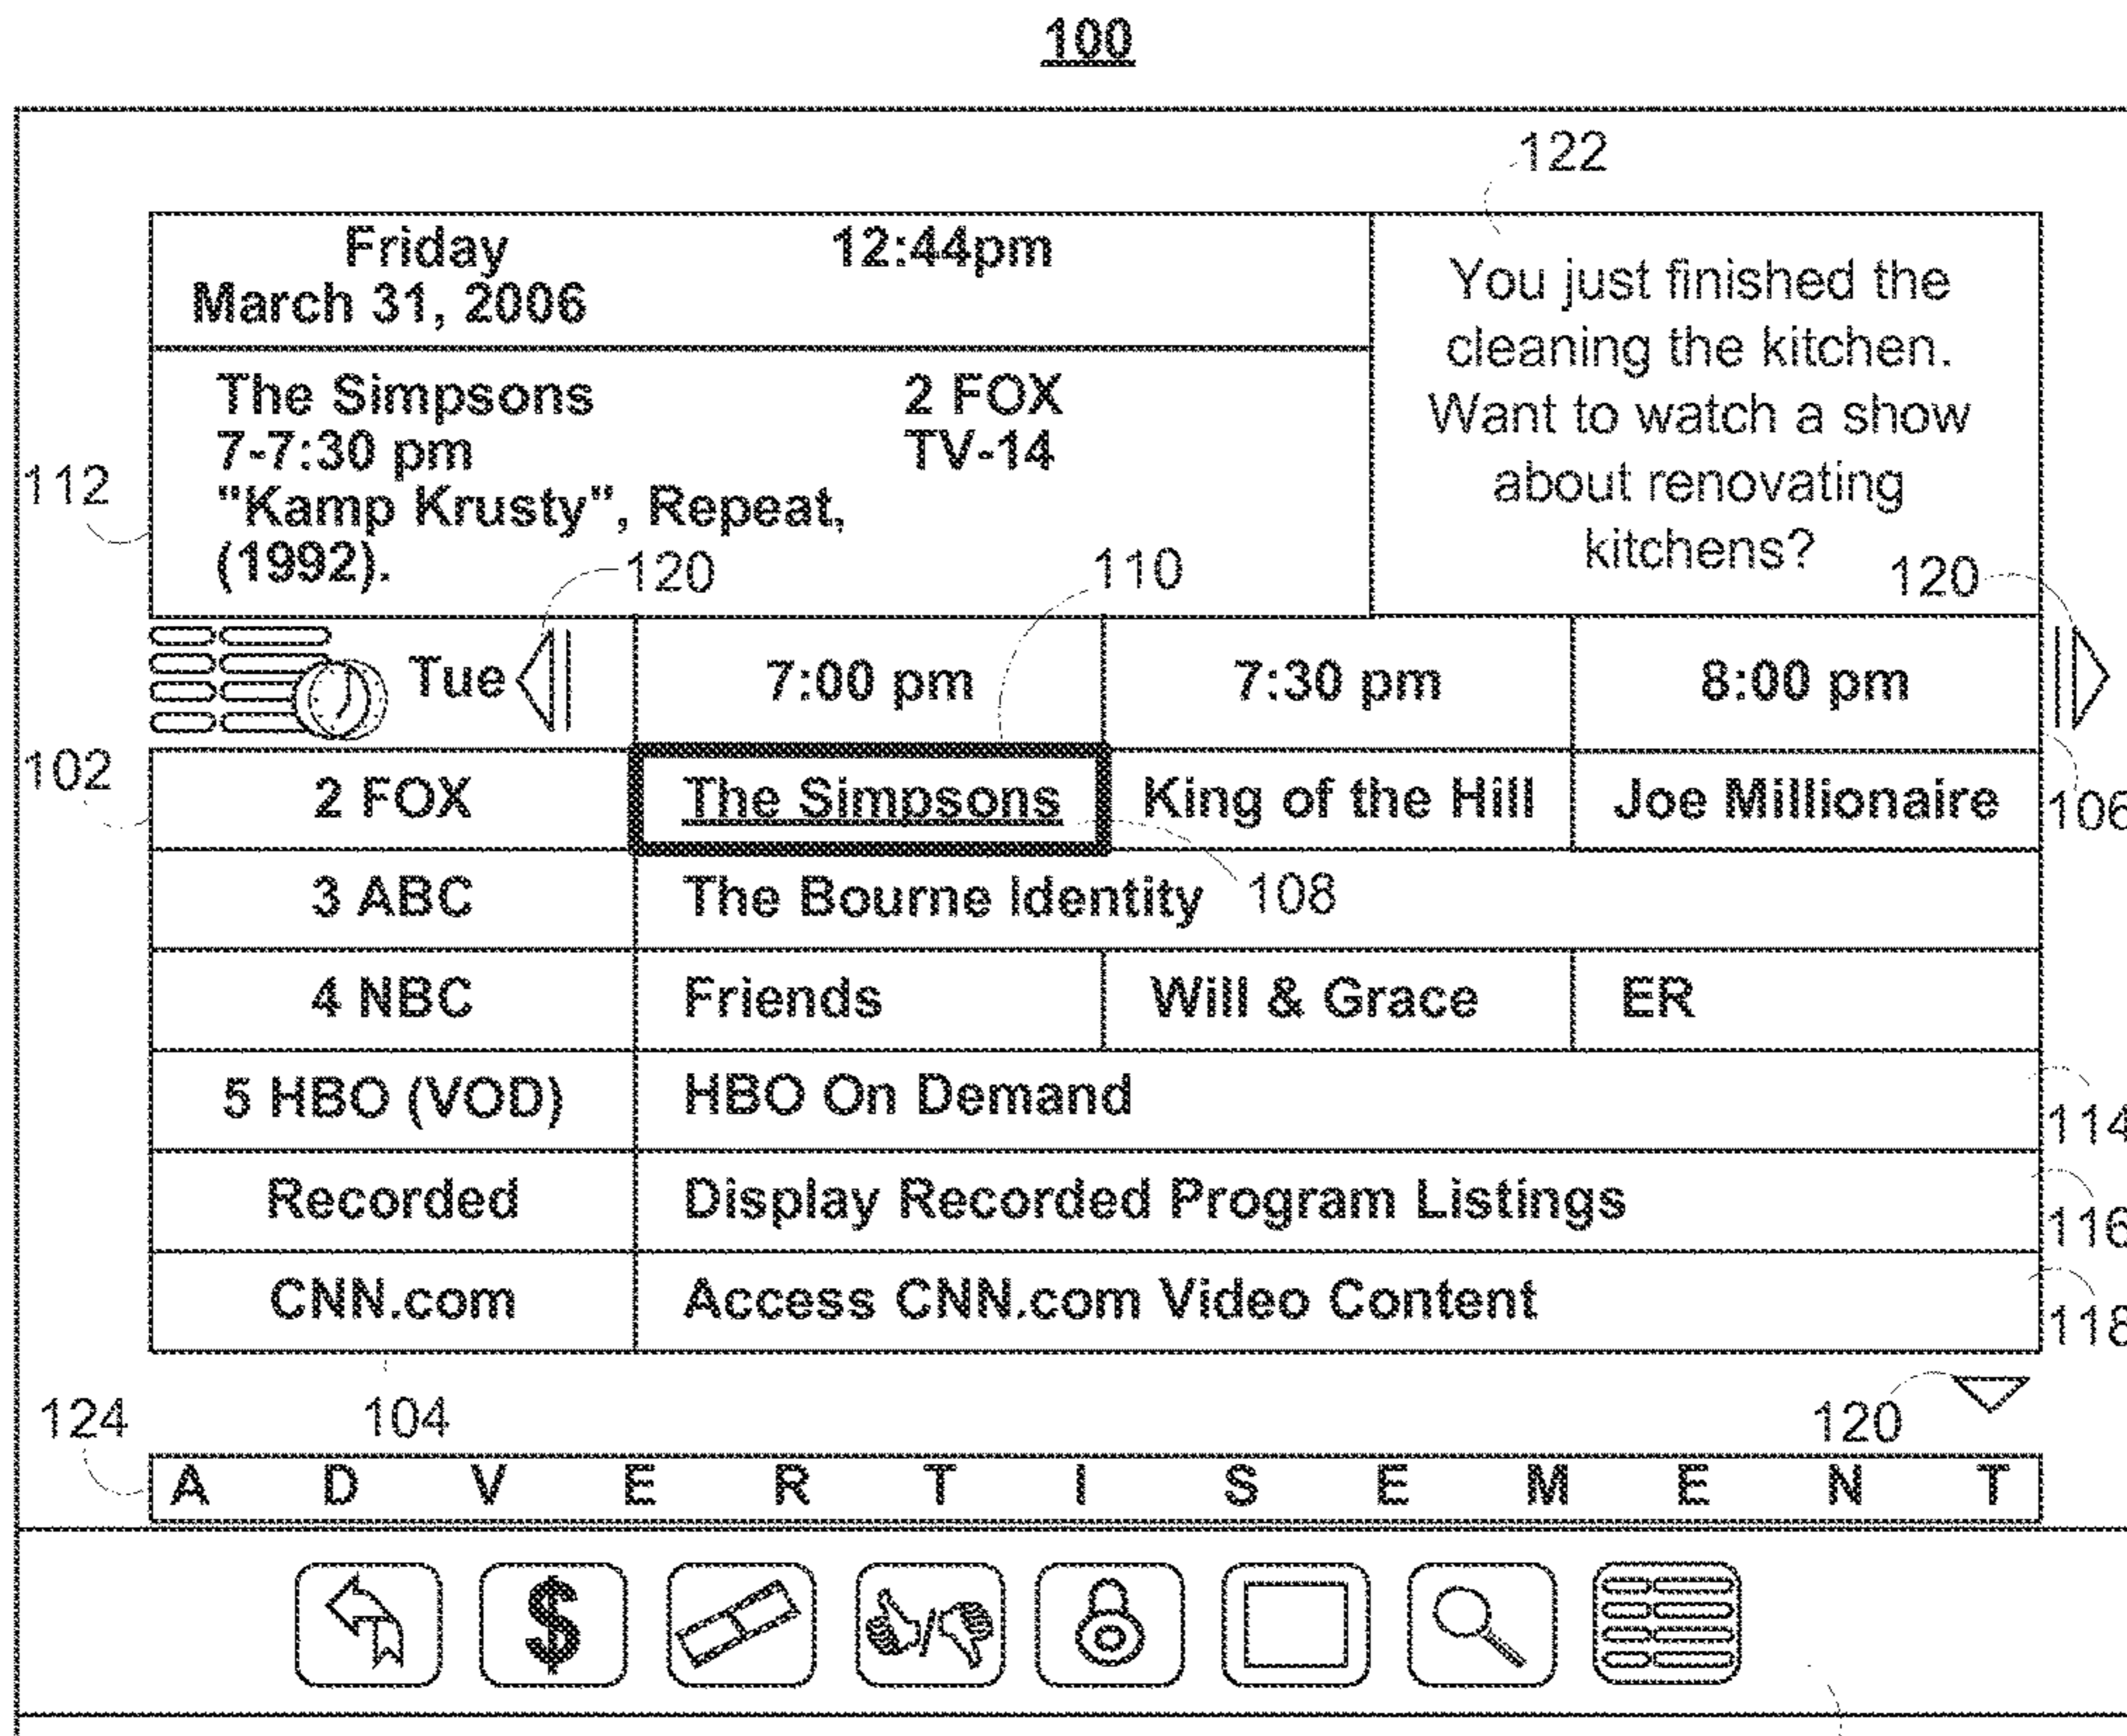 100
122
Friday 12:44pm
March 31, 2006
You just finished the
cleaning the kitchen.
Want to watch a show
about renovating
kitchens?
The Simpsons 2 FOX
7-7:30 pm TV-14
"Kamp Krusty", Repeat,
(1992).
112
120
110
120
Tue 7:00 pm 7:30 pm 8:00 pm
102
2 FOX The Simpsons King of the Hill Joe Millionaire
106
3 ABC The Bourne Identity
108
4 NBC Friends Will & Grace ER
5 HBO (VOD) HBO On Demand
114
Recorded Display Recorded Program Listings
116
CNN.com Access CNN.com Video Content
118
124
104
120
A D V E R T I S E M E N T
$
/